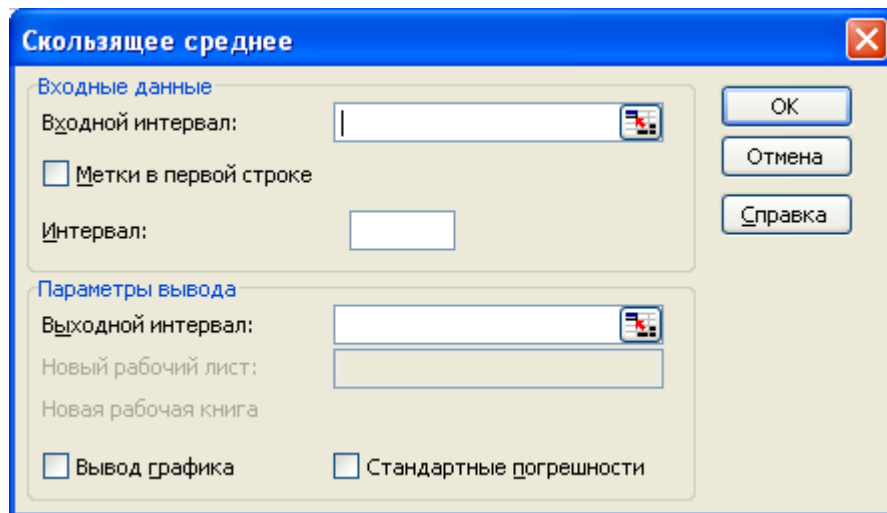 Скользящее среднее
Входные данные
Входной интервал:
Метки в первой строке
Интервал:
OK
Отмена
Справка
Параметры вывода
Выходной интервал:
Новый рабочий лист:
Новая рабочая книга
Вывод графика
Стандартные погрешности